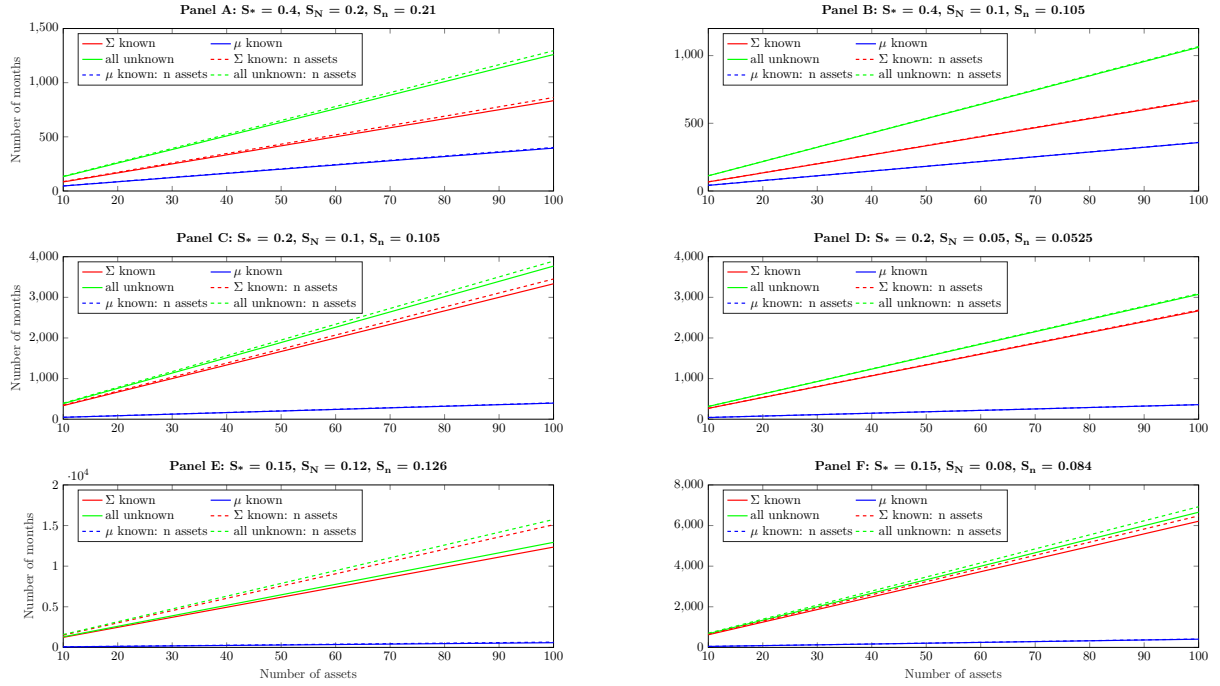 Panel A: S* = 0.4, S_N = 0.2, S_n = 0.21
Number of months
1,500
1,000
500
0
Σ known
μ known
all unknown
Σ known: n assets
μ known: n assets
all unknown: n assets
10 20 30 40 50 60 70 80 90 100
Panel B: S* = 0.4, S_N = 0.1, S_n = 0.105
1,000
500
0
Σ known
μ known
all unknown
Σ known: n assets
μ known: n assets
all unknown: n assets
10 20 30 40 50 60 70 80 90 100
Panel C: S* = 0.2, S_N = 0.1, S_n = 0.105
Number of months
4,000
3,000
2,000
1,000
0
Σ known
μ known
all unknown
Σ known: n assets
μ known: n assets
all unknown: n assets
10 20 30 40 50 60 70 80 90 100
Panel D: S* = 0.2, S_N = 0.05, S_n = 0.0525
4,000
3,000
2,000
1,000
0
Σ known
μ known
all unknown
Σ known: n assets
μ known: n assets
all unknown: n assets
10 20 30 40 50 60 70 80 90 100
Panel E: S* = 0.15, S_N = 0.12, S_n = 0.126
·10⁴
Number of months
2
1.5
1
0.5
0
Σ known
μ known
all unknown
Σ known: n assets
μ known: n assets
all unknown: n assets
10 20 30 40 50 60 70 80 90 100
Number of assets
Panel F: S* = 0.15, S_N = 0.08, S_n = 0.084
8,000
6,000
4,000
2,000
0
Σ known
μ known
all unknown
Σ known: n assets
μ known: n assets
all unknown: n assets
10 20 30 40 50 60 70 80 90 100
Number of assets